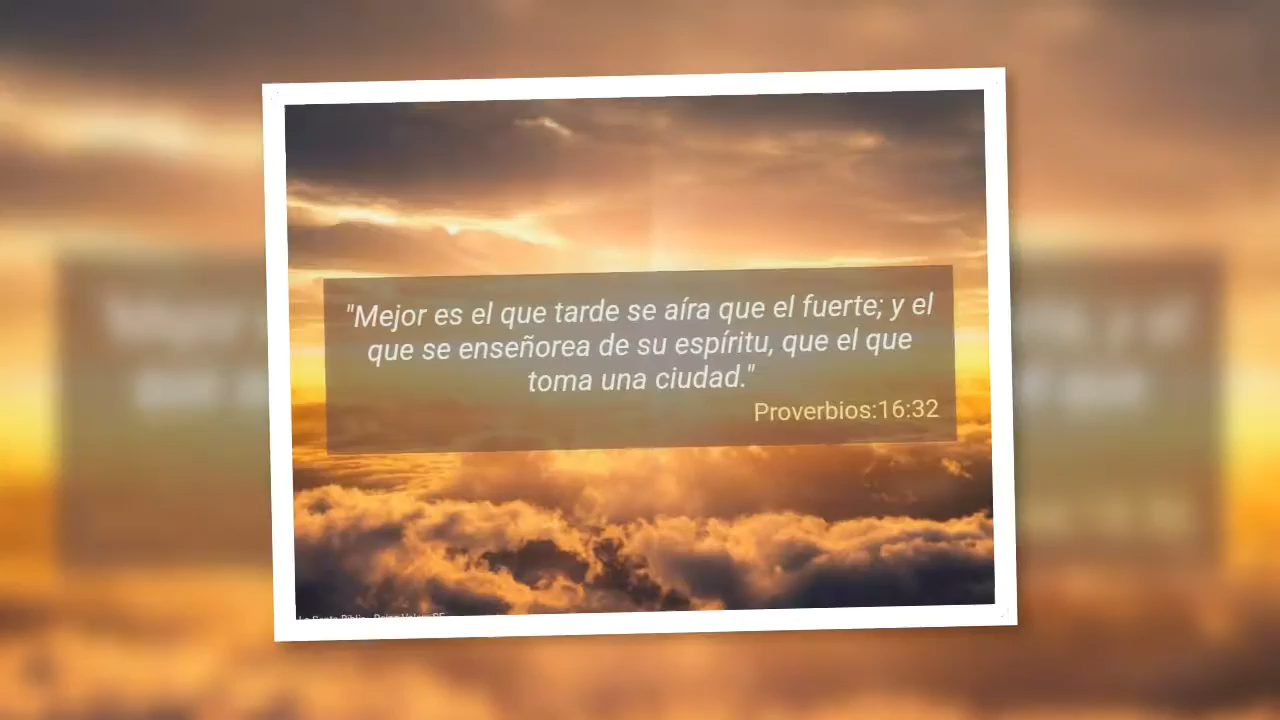 "Mejor es el que tarde se aíra que el fuerte; y el
que se enseñorea de su espíritu, que el que
toma una ciudad."
Proverbios:16:32